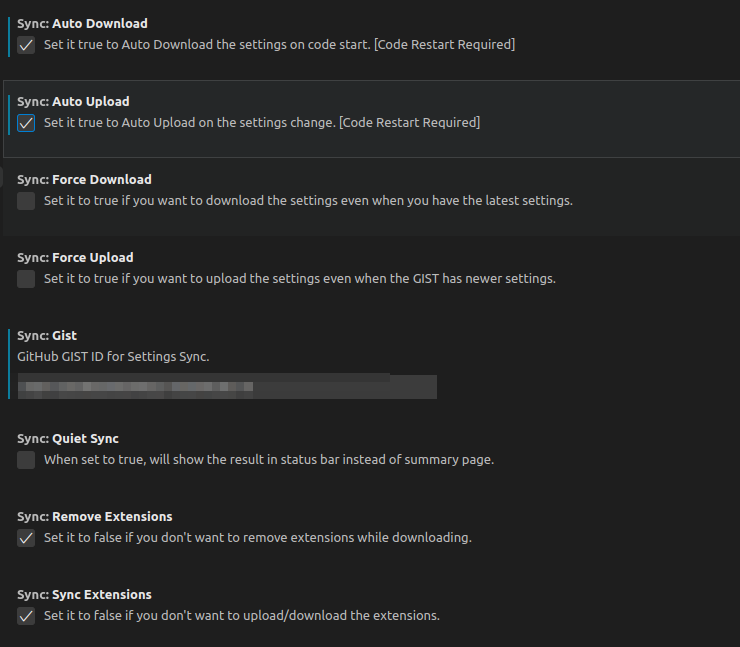 Sync: Auto Download
Set it true to Auto Download the settings on code start. [Code Restart Required]
Sync: Auto Upload
Set it true to Auto Upload on the settings change. [Code Restart Required]
Sync: Force Download
Set it to true if you want to download the settings even when you have the latest settings.
Sync: Force Upload
Set it to true if you want to upload the settings even when the GIST has newer settings.
Sync: Gist
GitHub GIST ID for Settings Sync.
Sync: Quiet Sync
When set to true, will show the result in status bar instead of summary page.
Sync: Remove Extensions
Set it to false if you don't want to remove extensions while downloading.
Sync: Sync Extensions
Set it to false if you don't want to upload/download the extensions.